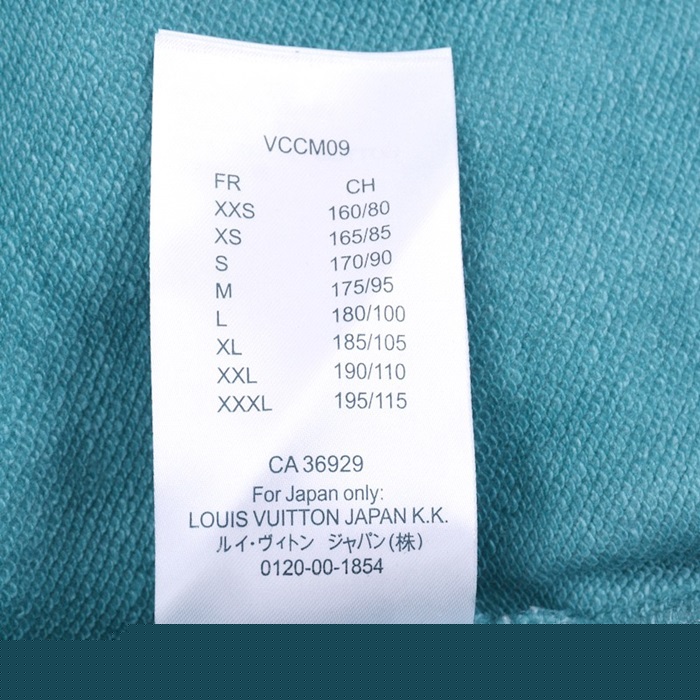 VCCM09
FR CH
XXS 160/80
XS 165/85
S 170/90
M 175/95
L 180/100
XL 185/105
XXL 190/110
XXXL 195/115
CA 36929
For Japan only:
LOUIS VUITTON JAPAN K.K.
ルイ・ヴィトン ジャパン(株)
0120-00-1854